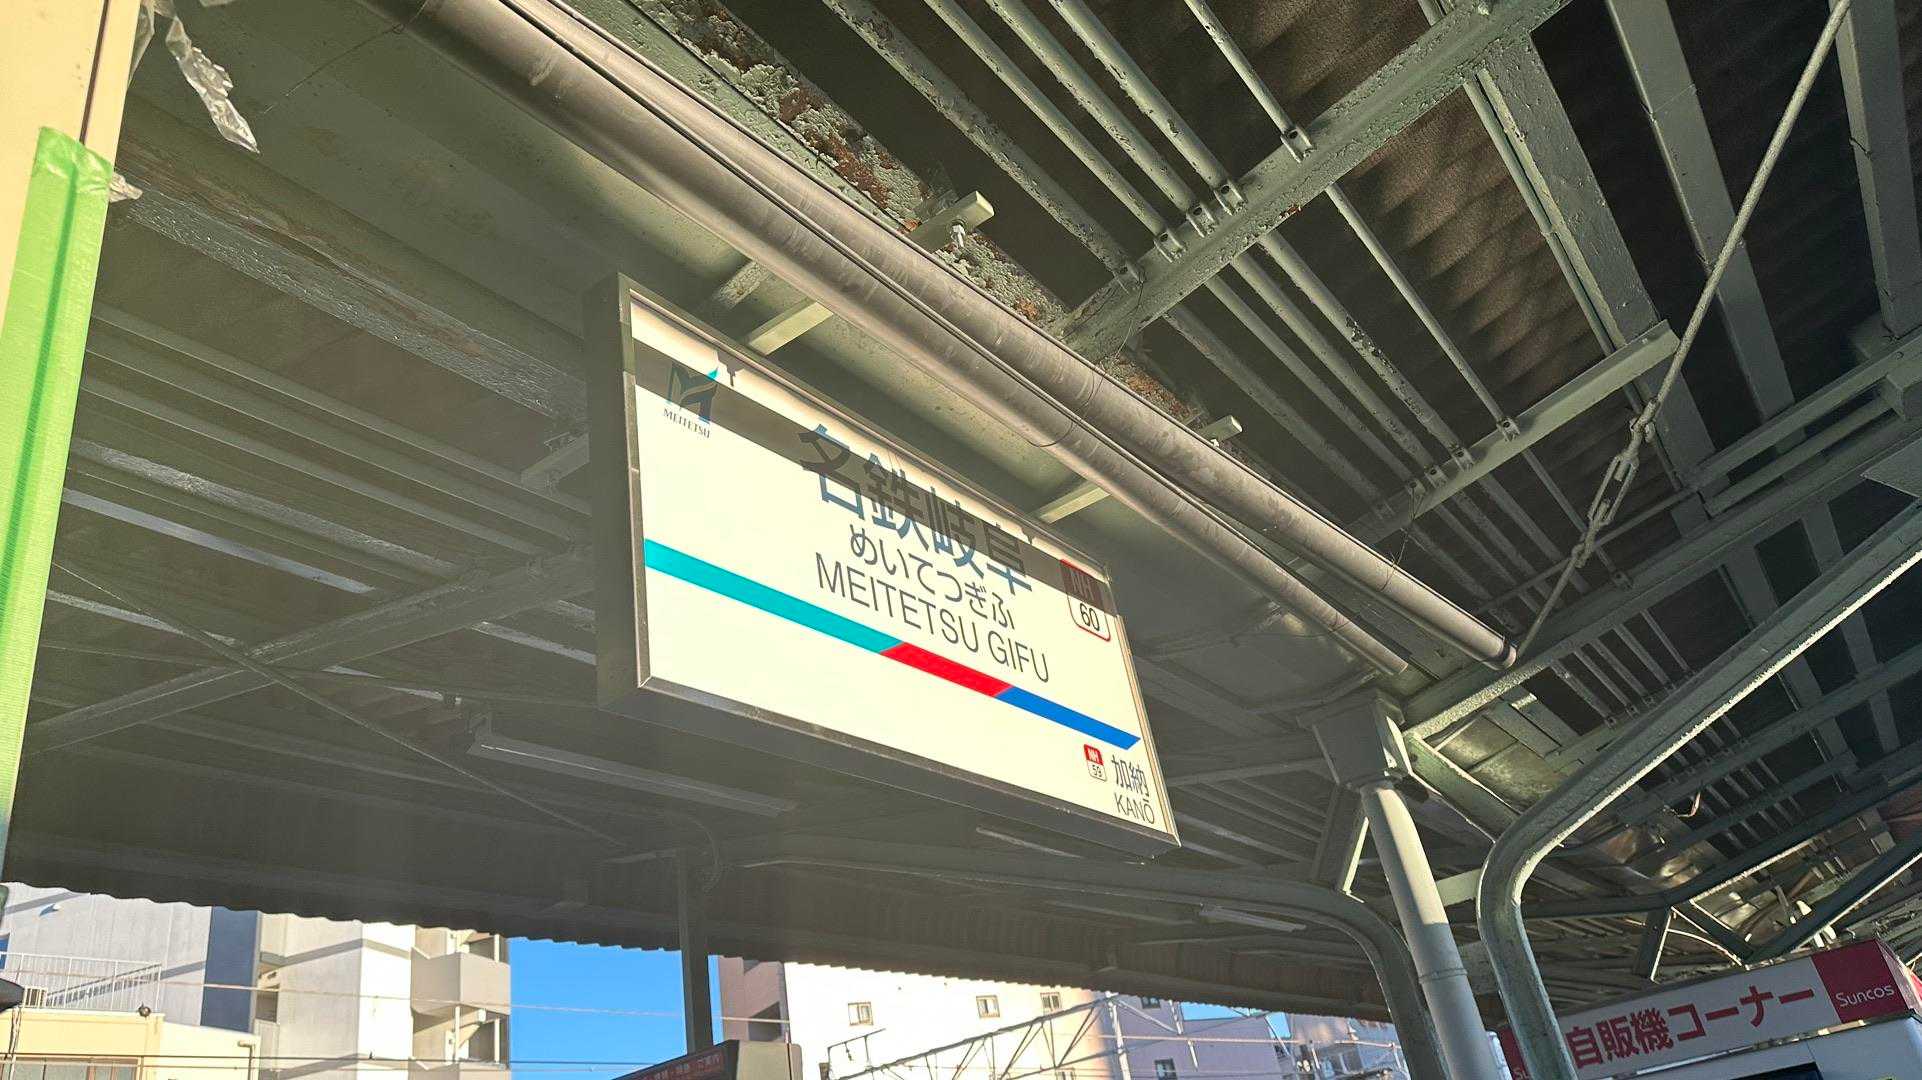 MEITETSU
名鉄岐阜
めいてつぎふ
MEITETSU GIFU
NH
60
NH
59
加納
KANŌ
自販機コーナー
Suncos